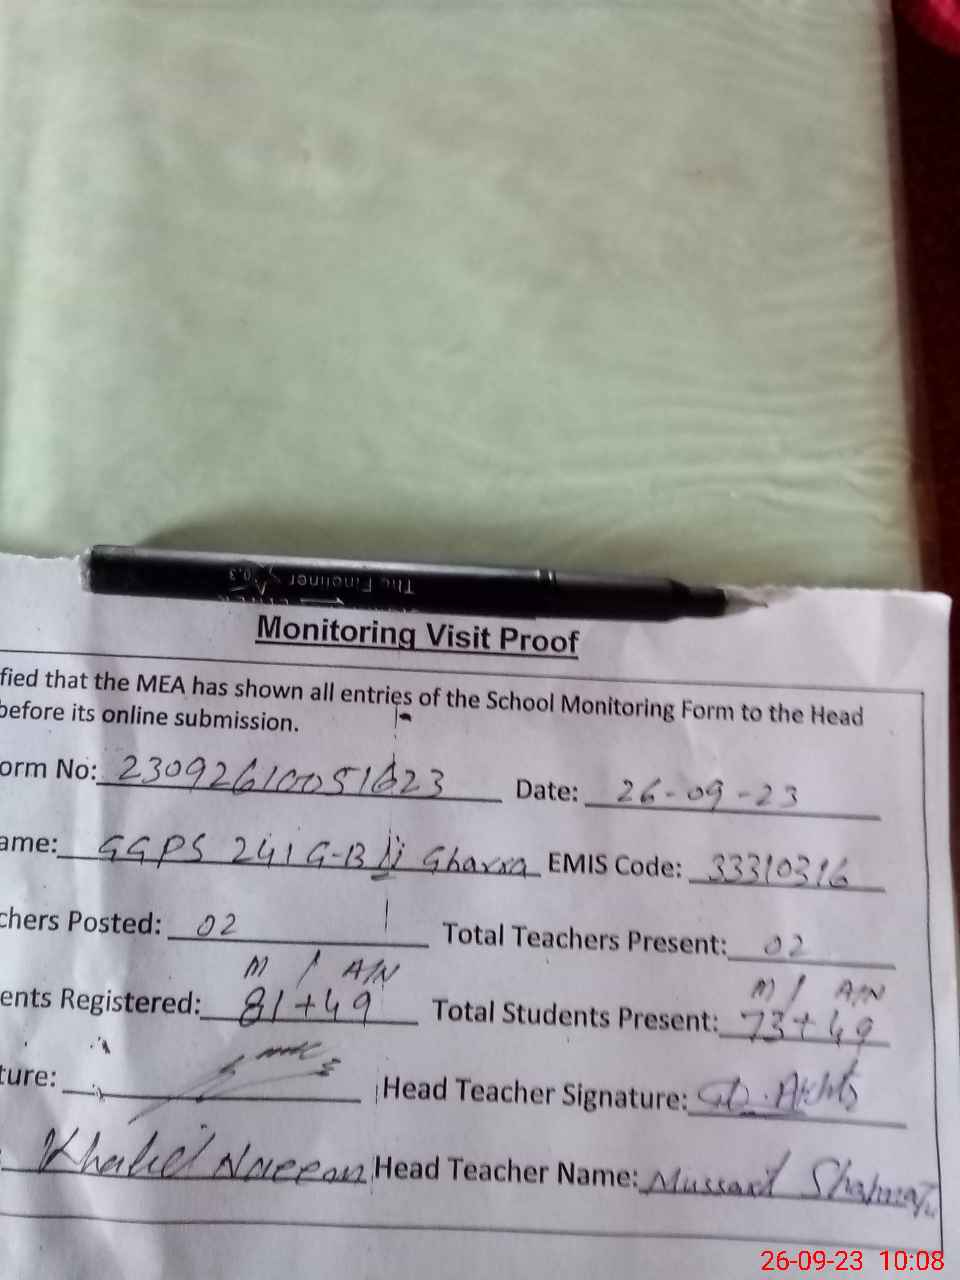 The Fineliner 0.3
Monitoring Visit Proof
fied that the MEA has shown all entries of the School Monitoring Form to the Head
before its online submission.
orm No: 23092610051623 Date: 26-09-23
ame: GGPS 241 G-B Gharra EMIS Code: 33310316
chers Posted: 02 Total Teachers Present: 02
M / A/N M / A/N
ents Registered: 81+49 Total Students Present: 73+49
ture: Head Teacher Signature:
Khalid Head Teacher Name:
26-09-23 10:08